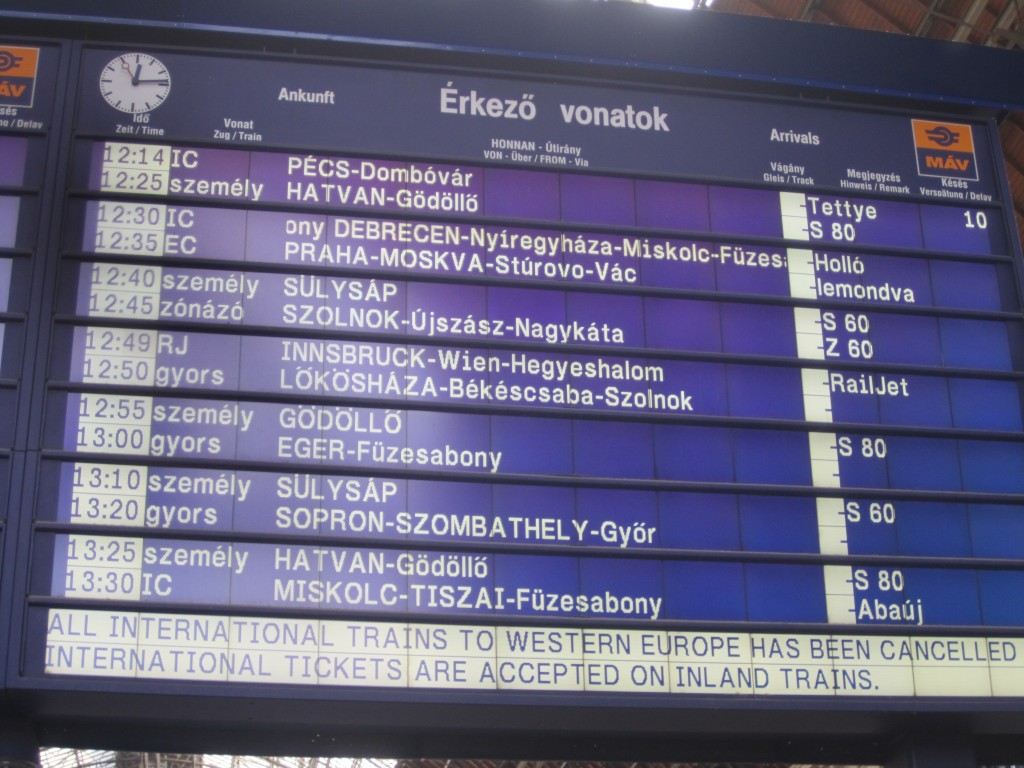 MÁV
Ankunft
Érkező vonatok
Arrivals
MÁV
Idő
Zeit / Time
Vonat
Zug / Train
HONNAN - Útirány
VON - Über / FROM - Via
Vágány
Gleis / Track
Megjegyzés
Hinweis / Remark
Késés
Verspätung / Delay
12:14 IC PÉCS-Dombóvár - Tettye 10
12:25 személy HATVAN-Gödöllő - S 80
12:30 IC ony DEBRECEN-Nyíregyháza-Miskolc-Füzes - Holló
12:35 EC PRAHA-MOSKVA-Stúrovo-Vác - lemondva
12:40 személy SÜLYSÁP - S 60
12:45 zónázó SZOLNOK-Újszász-Nagykáta - Z 60
12:49 RJ INNSBRUCK-Wien-Hegyeshalom - RailJet
12:50 gyors LŐKÖSHÁZA-Békéscsaba-Szolnok -
12:55 személy GÖDÖLLŐ - S 80
13:00 gyors EGER-Füzesabony -
13:10 személy SÜLYSÁP - S 60
13:20 gyors SOPRON-SZOMBATHELY-Győr -
13:25 személy HATVAN-Gödöllő - S 80
13:30 IC MISKOLC-TISZAI-Füzesabony - Abaúj
ALL INTERNATIONAL TRAINS TO WESTERN EUROPE HAS BEEN CANCELLED
INTERNATIONAL TICKETS ARE ACCEPTED ON INLAND TRAINS.